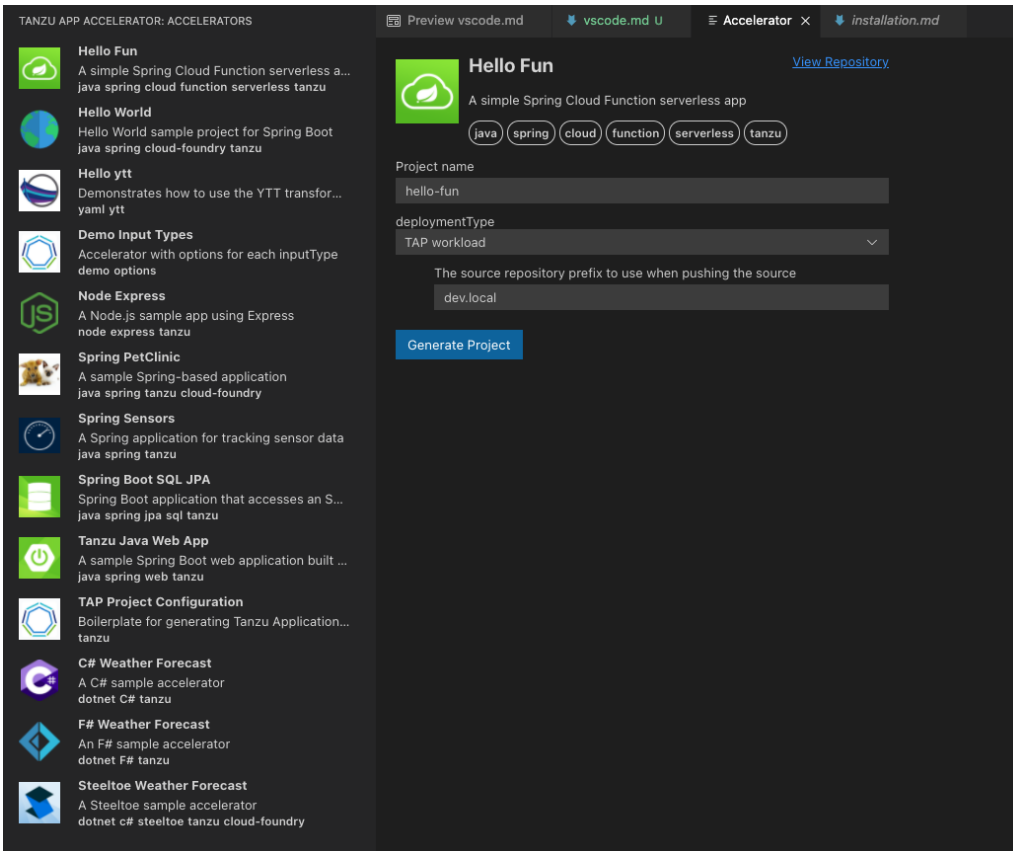 TANZU APP ACCELERATOR: ACCELERATORS
Hello Fun
A simple Spring Cloud Function serverless a...
java spring cloud function serverless tanzu
Hello World
Hello World sample project for Spring Boot
java spring cloud-foundry tanzu
Hello ytt
Demonstrates how to use the YTT transfor...
yaml ytt
Demo Input Types
Accelerator with options for each inputType
demo options
JS
Node Express
A Node.js sample app using Express
node express tanzu
Spring PetClinic
A sample Spring-based application
java spring tanzu cloud-foundry
Spring Sensors
A Spring application for tracking sensor data
java spring tanzu
Spring Boot SQL JPA
Spring Boot application that accesses an S...
java spring jpa sql tanzu
Tanzu Java Web App
A sample Spring Boot web application built ...
java spring web tanzu
TAP Project Configuration
Boilerplate for generating Tanzu Application...
tanzu
C#
C# Weather Forecast
A C# sample accelerator
dotnet C# tanzu
F# Weather Forecast
An F# sample accelerator
dotnet F# tanzu
Steeltoe Weather Forecast
A Steeltoe sample accelerator
dotnet c# steeltoe tanzu cloud-foundry
Preview vscode.md
vscode.md U
Accelerator
installation.md
Hello Fun
View Repository
A simple Spring Cloud Function serverless app
java spring cloud function serverless tanzu
Project name
hello-fun
deploymentType
TAP workload
The source repository prefix to use when pushing the source
dev.local
Generate Project